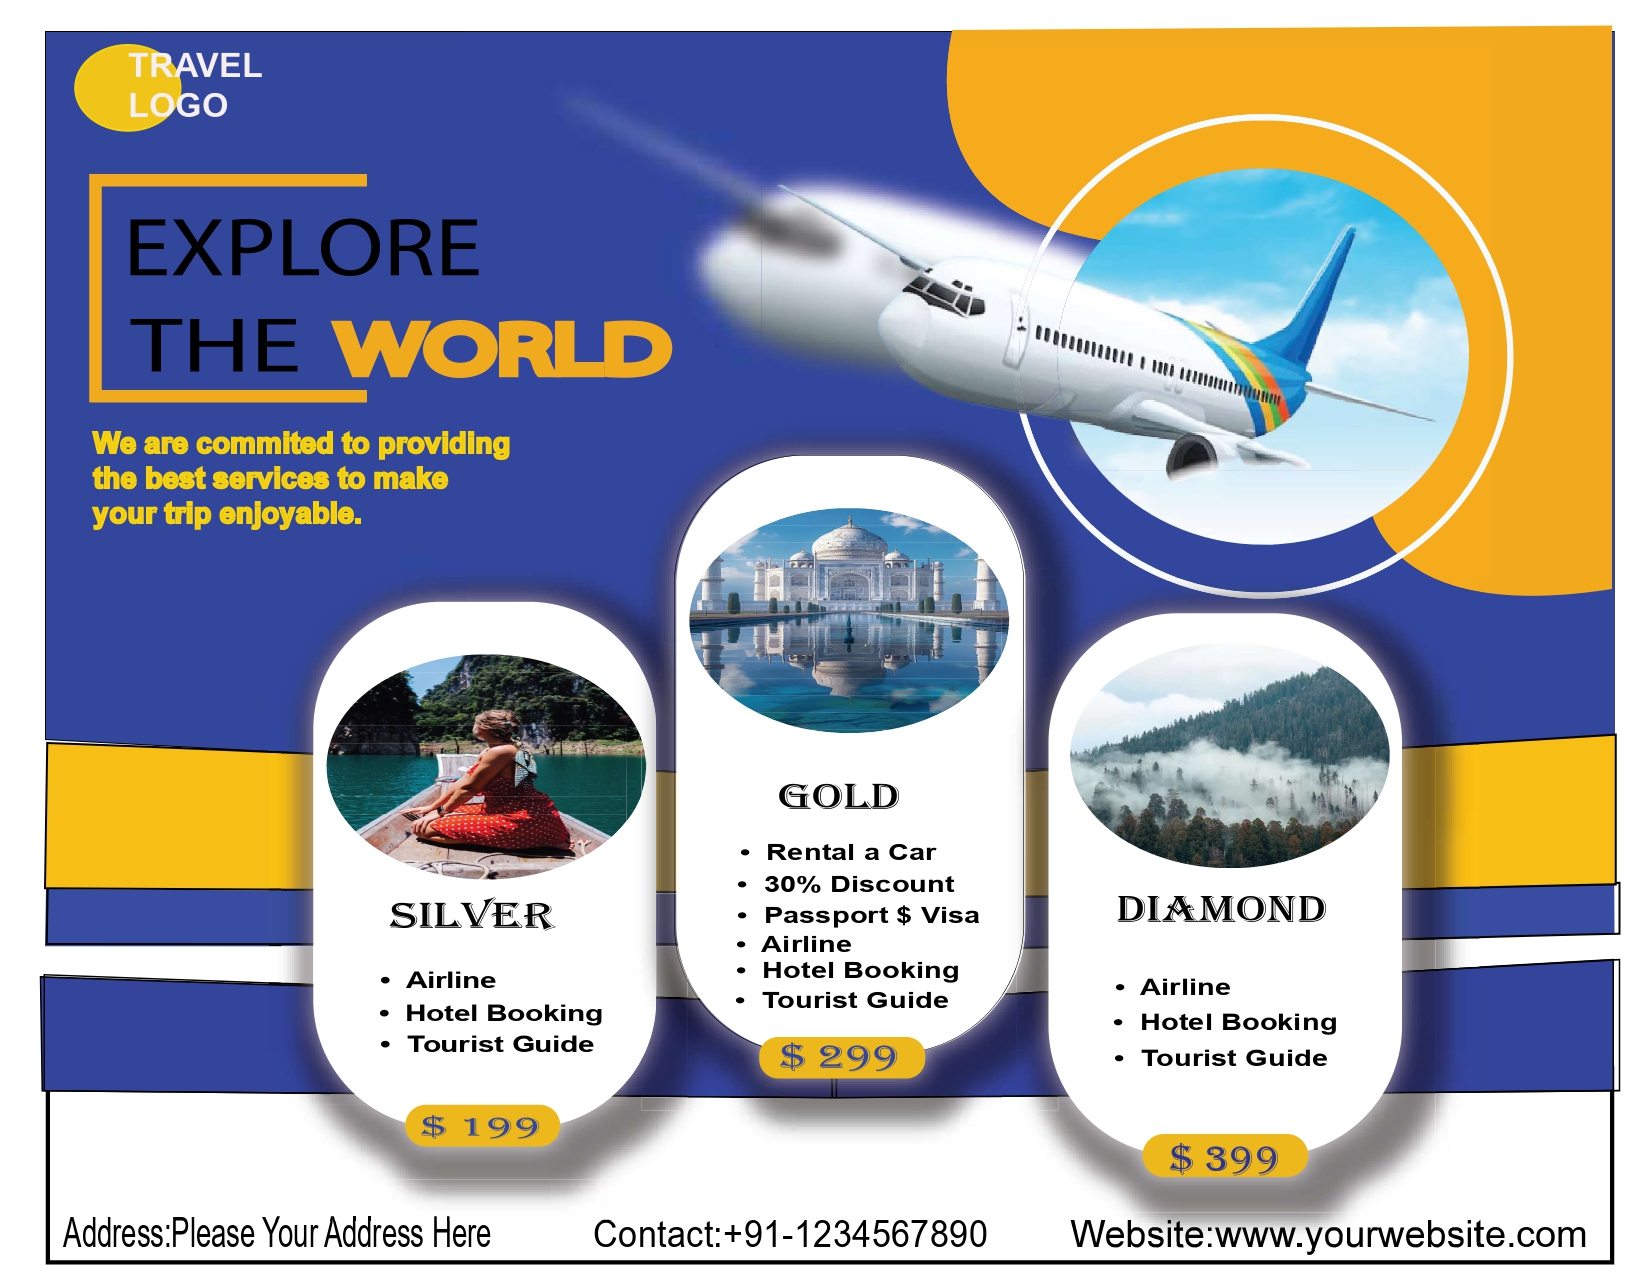 TRAVEL
LOGO
EXPLORE
THE WORLD
We are commited to providing
the best services to make
your trip enjoyable.
SILVER
• Airline
• Hotel Booking
• Tourist Guide
$ 199
GOLD
• Rental a Car
• 30% Discount
• Passport $ Visa
• Airline
• Hotel Booking
• Tourist Guide
$ 299
DIAMOND
• Airline
• Hotel Booking
• Tourist Guide
$ 399
Address:Please Your Address Here
Contact:+91-1234567890
Website:www.yourwebsite.com